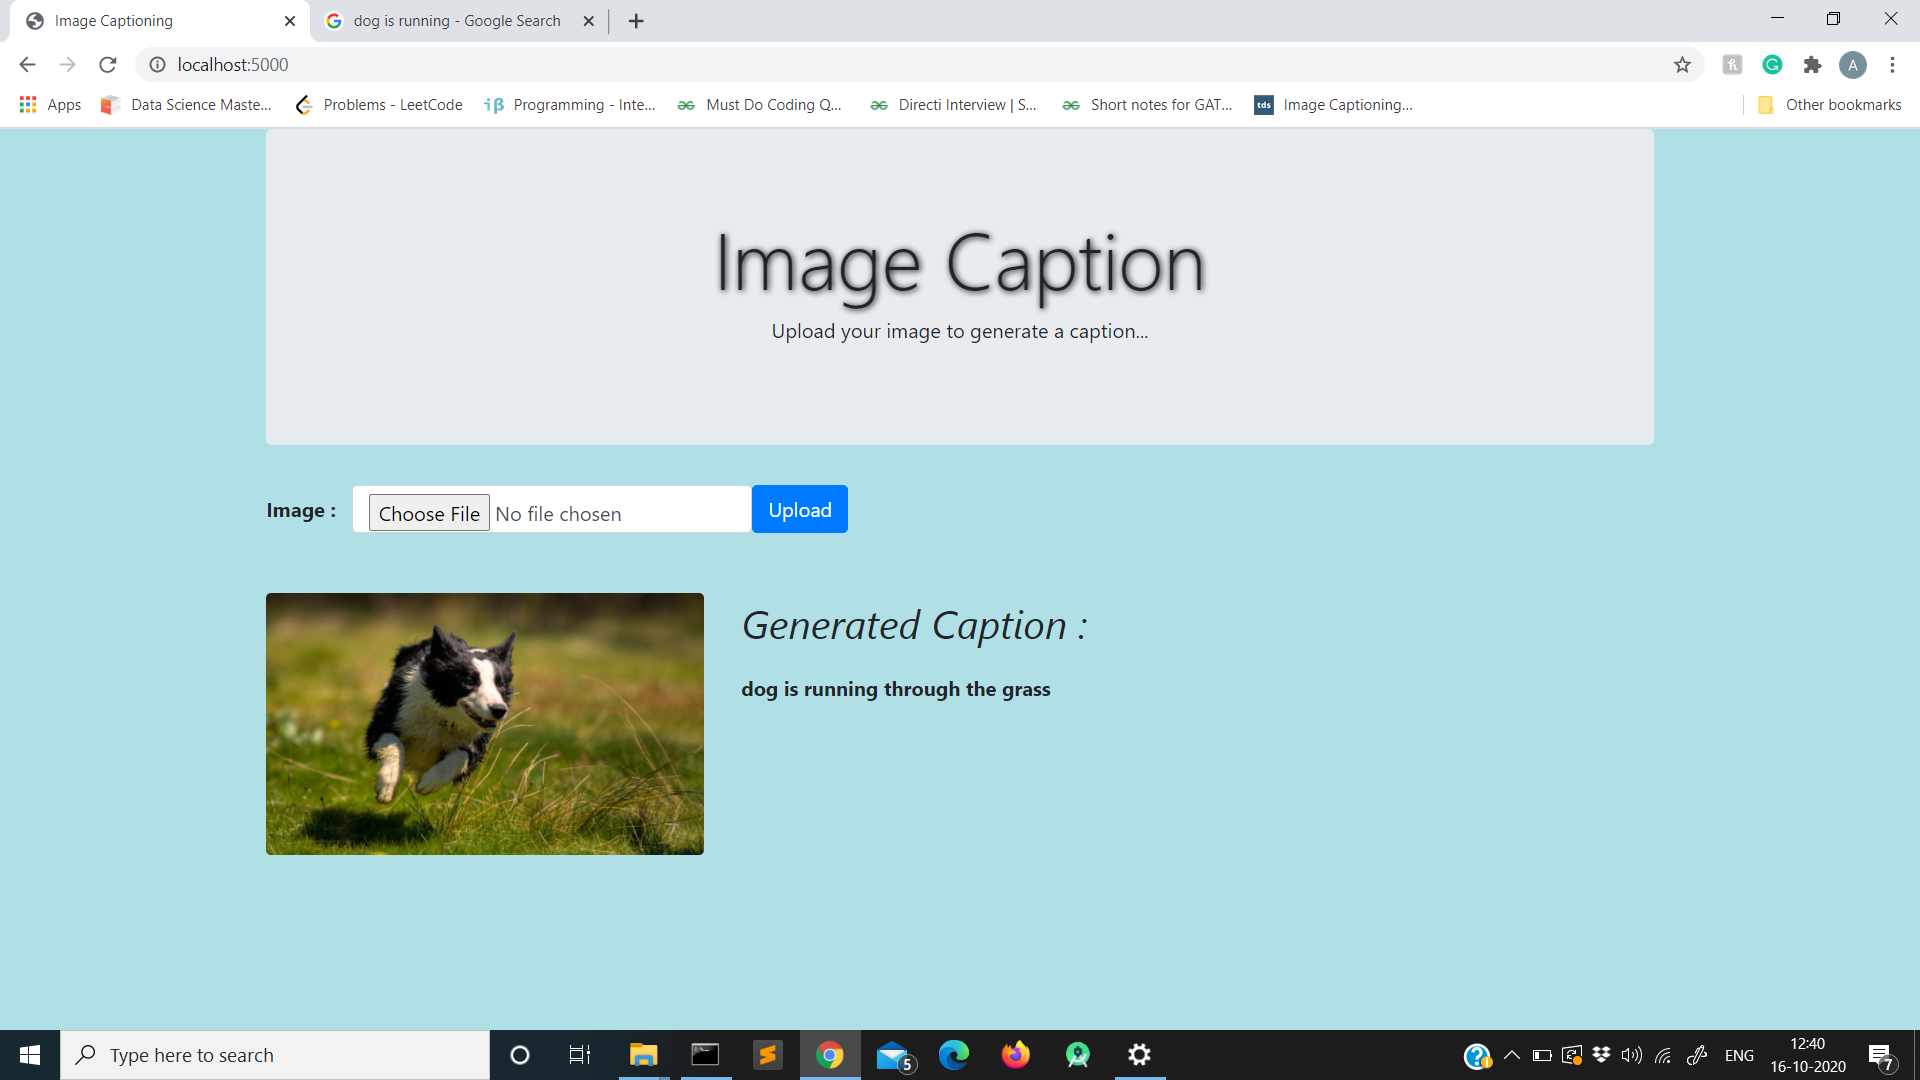 Image Captioning
dog is running - Google Search
localhost:5000
A
Apps
Data Science Maste...
Problems - LeetCode
Programming - Inte...
Must Do Coding Q...
Directi Interview | S...
Short notes for GAT...
tds
Image Captioning...
Other bookmarks
Image Caption
Upload your image to generate a caption...
Image :
Choose File No file chosen
Upload
Generated Caption :
dog is running through the grass
Type here to search
5
ENG
12:40
16-10-2020
7